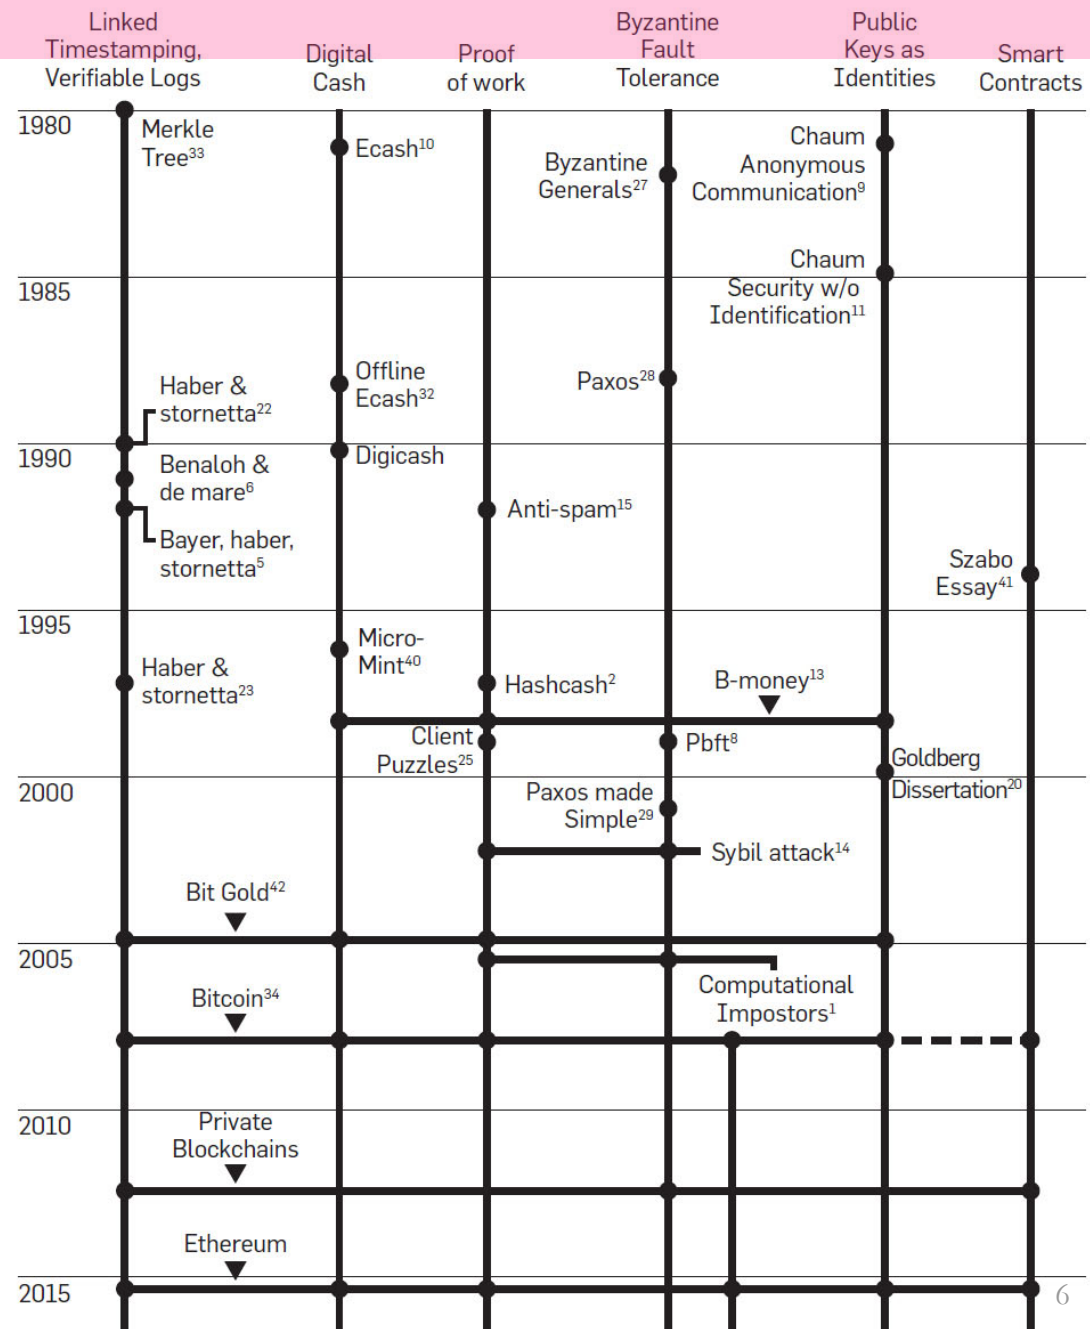 Linked
Timestamping,
Verifiable Logs
Digital
Cash
Proof
of work
Byzantine
Fault
Tolerance
Public
Keys as
Identities
Smart
Contracts
1980
Merkle
Tree33
Ecash10
Byzantine
Generals27
Chaum
Anonymous
Communication9
1985
Chaum
Security w/o
Identification11
Offline
Ecash32
Paxos28
Haber &
stornetta22
1990
Digicash
Benaloh &
de mare6
Anti-spam15
Bayer, haber,
stornetta5
Szabo
Essay41
1995
Micro-
Mint40
Haber &
stornetta23
Hashcash2
B-money13
Client
Puzzles25
Pbft8
Goldberg
Dissertation20
2000
Paxos made
Simple29
Sybil attack14
Bit Gold42
2005
Computational
Impostors1
Bitcoin34
2010
Private
Blockchains
Ethereum
2015
6